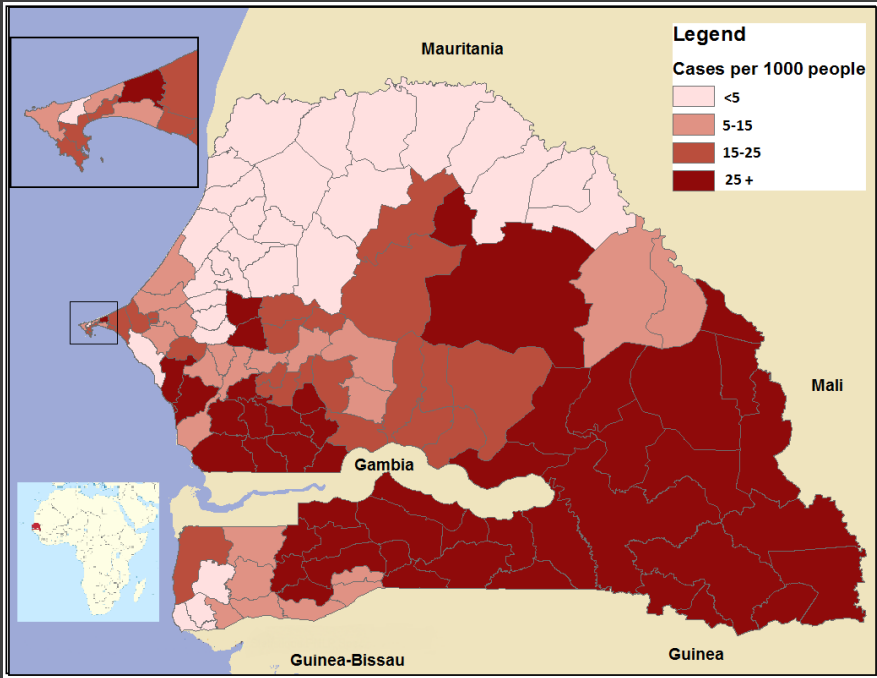 Mauritania
Legend
Cases per 1000 people
<5
5-15
15-25
25 +
Mali
Gambia
Guinea-Bissau
Guinea